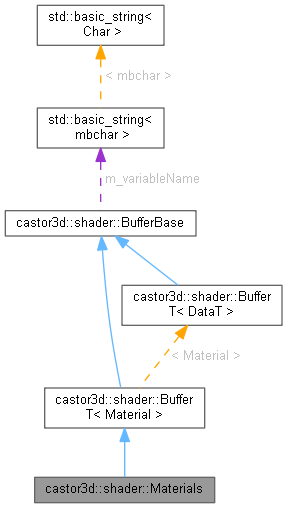 std::basic_string<
Char >
< mbchar >
std::basic_string<
mbchar >
m_variableName
castor3d::shader::BufferBase
castor3d::shader::Buffer
T< DataT >
< Material >
castor3d::shader::Buffer
T< Material >
castor3d::shader::Materials